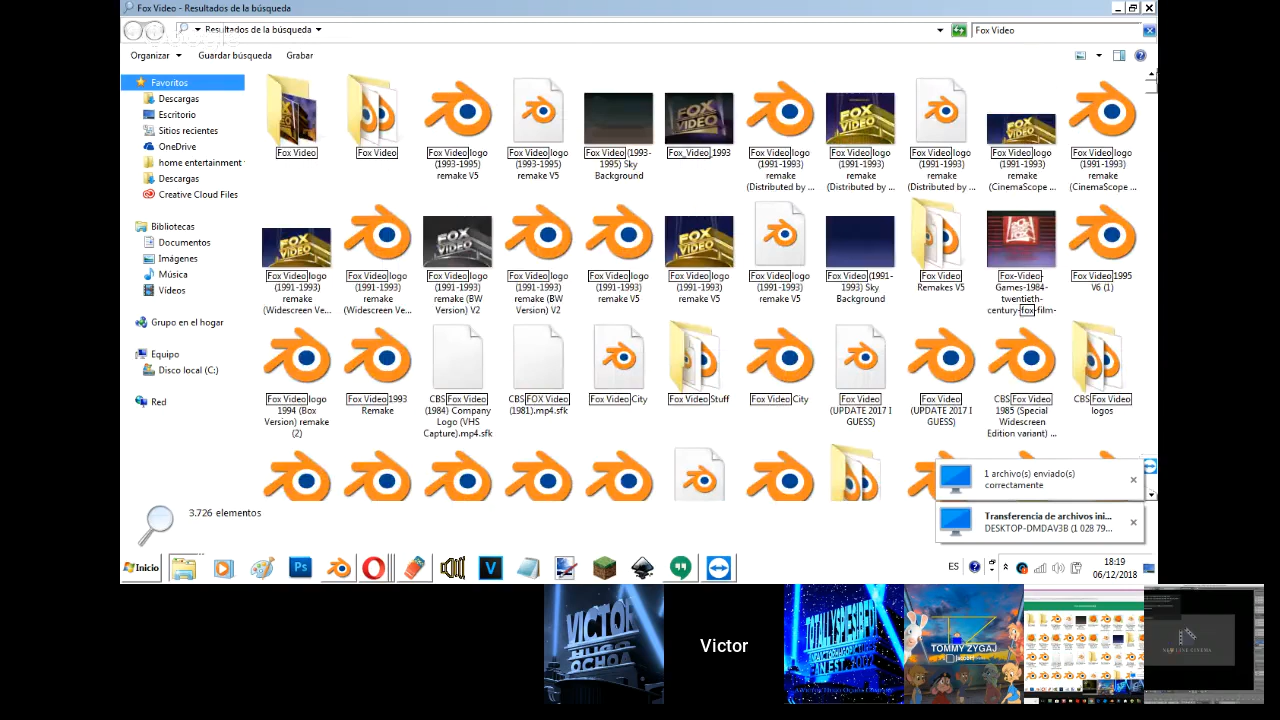 Fox Video - Resultados de la búsqueda
Resultados de la búsqueda
Fox Video
Organizar
Guardar búsqueda
Grabar
Favoritos
Descargas
Escritorio
Sitios recientes
OneDrive
home entertainment
Descargas
Creative Cloud Files
Bibliotecas
Documentos
Imágenes
Música
Vídeos
Grupo en el hogar
Equipo
Disco local (C:)
Red
Fox Video
Fox Video
Fox Video logo
(1993-1995)
remake V5
Fox Video logo
(1993-1995)
remake V5
Fox Video (1993-
1995) Sky
Background
Fox_Video_1993
Fox Video logo
(1991-1993)
remake
(Distributed by ...
Fox Video logo
(1991-1993)
remake
(Distributed by ...
Fox Video logo
(1991-1993)
remake
(Distributed by ...
Fox Video logo
(1991-1993)
remake
(CinemaScope ...
Fox Video logo
(1991-1993)
remake
(CinemaScope ...
Fox Video logo
(1991-1993)
remake
(Widescreen Ve...
Fox Video logo
(1991-1993)
remake
(Widescreen Ve...
Fox Video logo
(1991-1993)
remake (BW
Version) V2
Fox Video logo
(1991-1993)
remake (BW
Version) V2
Fox Video logo
(1991-1993)
remake V5
Fox Video logo
(1991-1993)
remake V5
Fox Video logo
(1991-1993)
remake V5
Fox Video (1991-
1993) Sky
Background
Fox Video
Remakes V5
Fox-Video-
Games-1984-
twentieth-
century-fox-film-
Fox Video 1995
V6 (1)
Fox Video logo
1994 (Box
Version) remake
(2)
Fox Video 1993
Remake
CBS Fox Video
(1984) Company
Logo (VHS
Capture).mp4.sfk
CBS FOX Video
(1981).mp4.sfk
Fox Video City
Fox Video Stuff
Fox Video City
Fox Video
(UPDATE 2017 I
GUESS)
Fox Video
(UPDATE 2017 I
GUESS)
CBS Fox Video
1985 (Special
Widescreen
Edition variant) ...
CBS Fox Video
logos
1 archivo(s) enviado(s)
correctamente
Transferencia de archivos ini...
DESKTOP-DMDAV3B (1 028 79...
3.726 elementos
Inicio
Ps
V
ES
18:19
06/12/2018
VICTOR
HUGO
OCHOA
Victor
TOMMY ZYGAJ
NEW LINE CINEMA